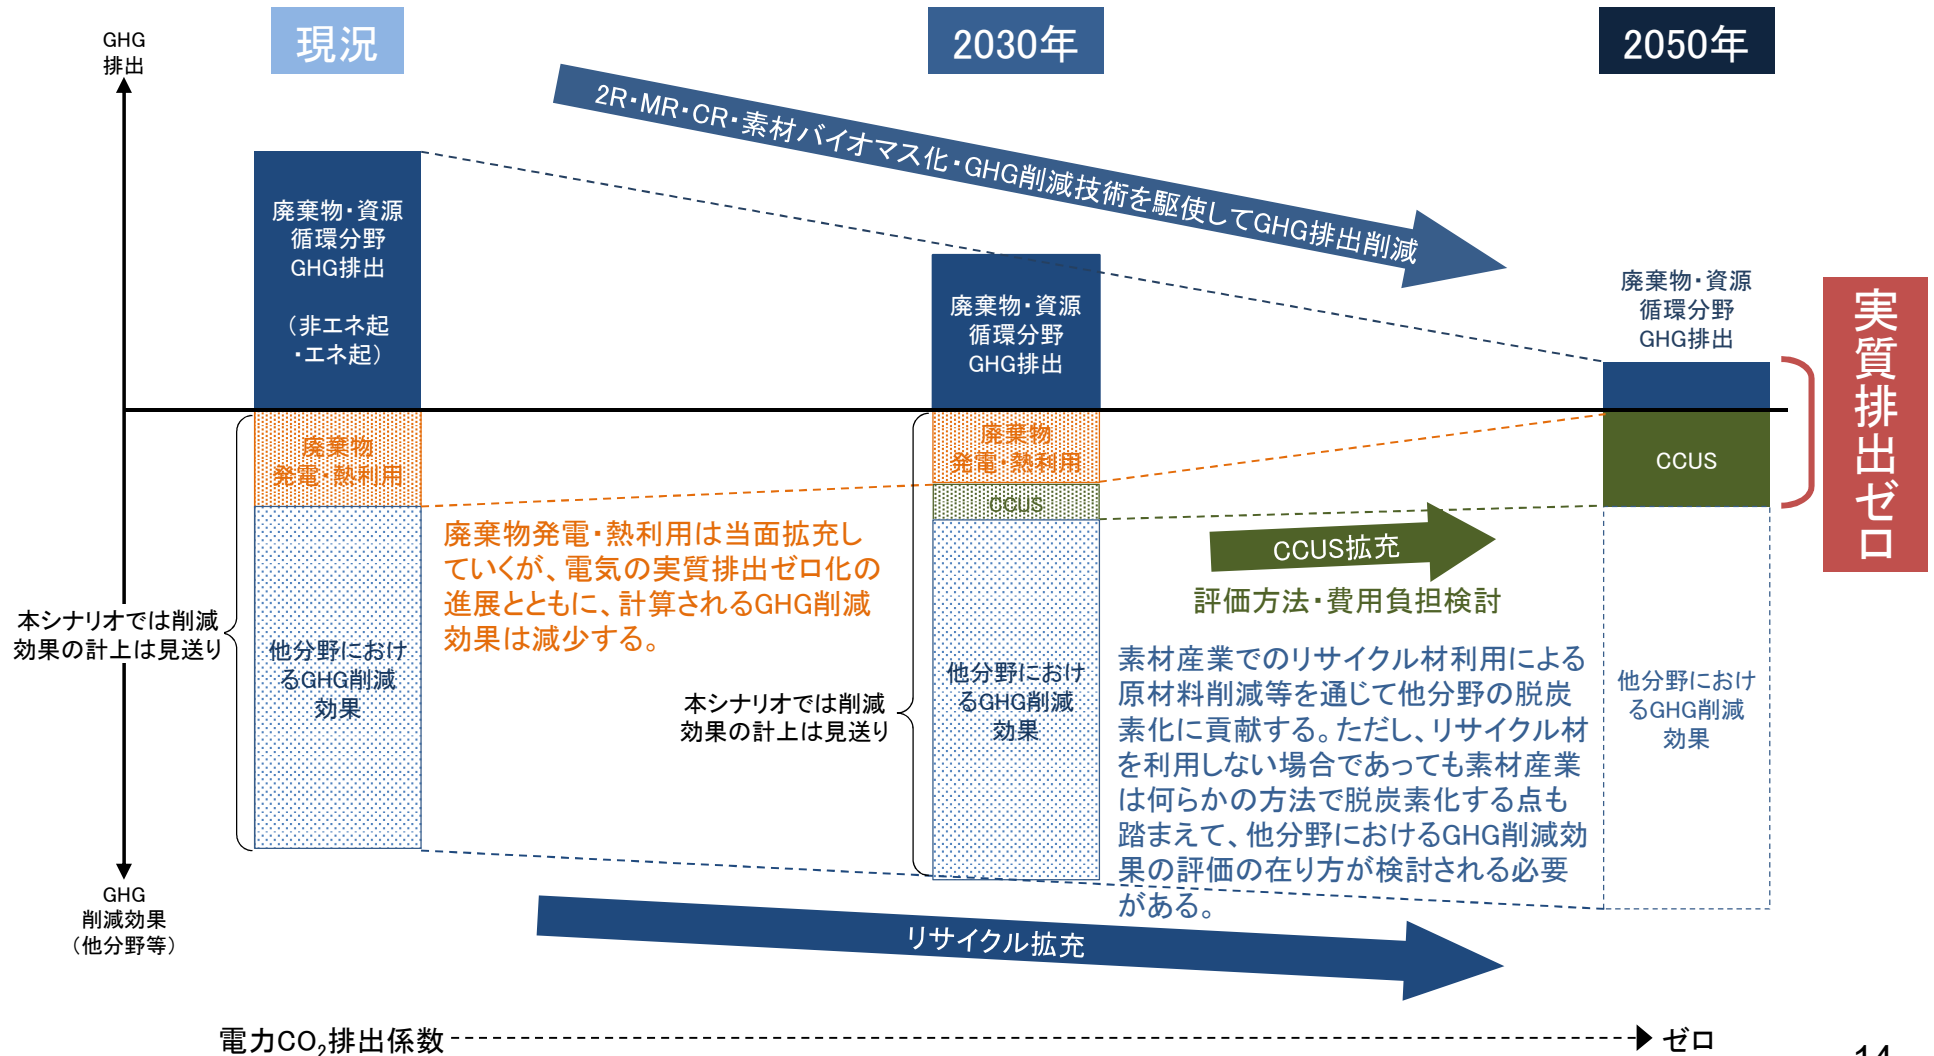 GHG
排出
現況
2030年
2050年
2R・MR・CR・素材バイオマス化・GHG削減技術を駆使してGHG排出削減
廃棄物・資源
循環分野
GHG排出
（非エネ起
・エネ起）
廃棄物・資源
循環分野
GHG排出
廃棄物・資源
循環分野
GHG排出
実質排出ゼロ
廃棄物
発電・熱利用
廃棄物
発電・熱利用
CCUS
CCUS
廃棄物発電・熱利用は当面拡充し
ていくが、電気の実質排出ゼロ化の
進展とともに、計算されるGHG削減
効果は減少する。
CCUS拡充
評価方法・費用負担検討
本シナリオでは削減
効果の計上は見送り
他分野におけ
るGHG削減
効果
本シナリオでは削減
効果の計上は見送り
他分野におけ
るGHG削減
効果
素材産業でのリサイクル材利用による
原材料削減等を通じて他分野の脱炭
素化に貢献する。ただし、リサイクル材
を利用しない場合であっても素材産業
は何らかの方法で脱炭素化する点も
踏まえて、他分野におけるGHG削減効
果の評価の在り方が検討される必要
がある。
他分野におけ
るGHG削減
効果
GHG
削減効果
（他分野等）
リサイクル拡充
電力CO₂排出係数
ゼロ
14